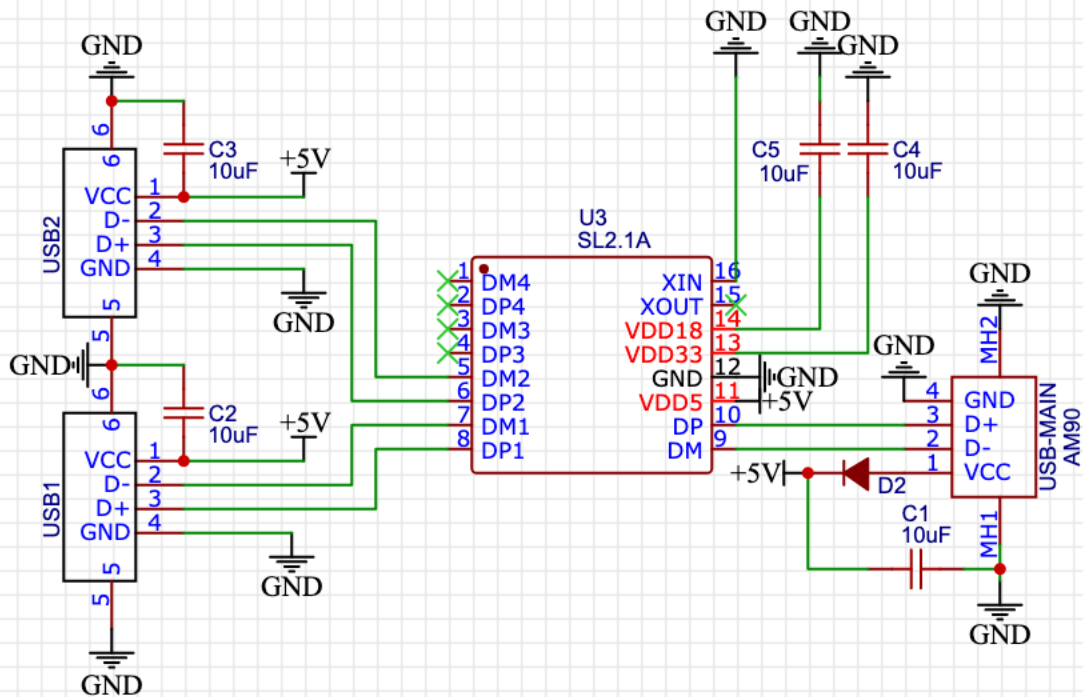 GND
GND
GND
GND
6
6
C3
10uF
+5V
VCC
1
D-
2
D+
3
GND
4
USB2
GND
5
5
GND
6
6
C2
10uF
+5V
VCC
1
D-
2
D+
3
GND
4
USB1
GND
5
5
GND
U3
SL2.1A
1
DM4
2
DP4
3
DM3
4
DP3
5
DM2
6
DP2
7
DM1
8
DP1
XIN
16
XOUT
15
VDD18
14
VDD33
13
GND
12
VDD5
11
DP
10
DM
9
C5
10uF
C4
10uF
GND
+5V
GND
MH2
GND
4
GND
3
D+
2
D-
1
VCC
USB-MAIN
AM90
+5V
D2
C1
10uF
MH1
GND